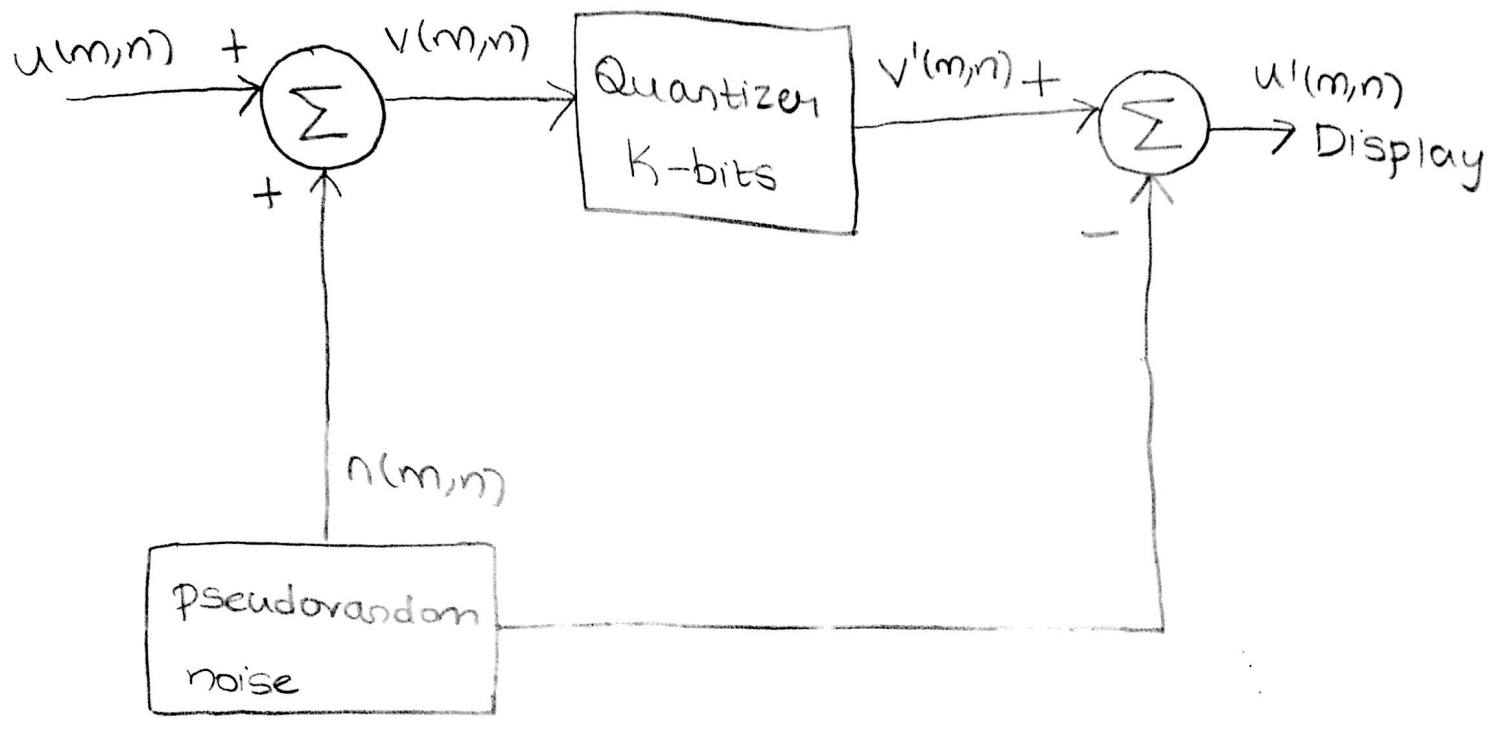 u(m,n) + v(m,n)
Σ
+
Quantizer
K-bits
v'(m,n) +
Σ
-
u'(m,n)
Display
n(m,n)
pseudorandom
noise